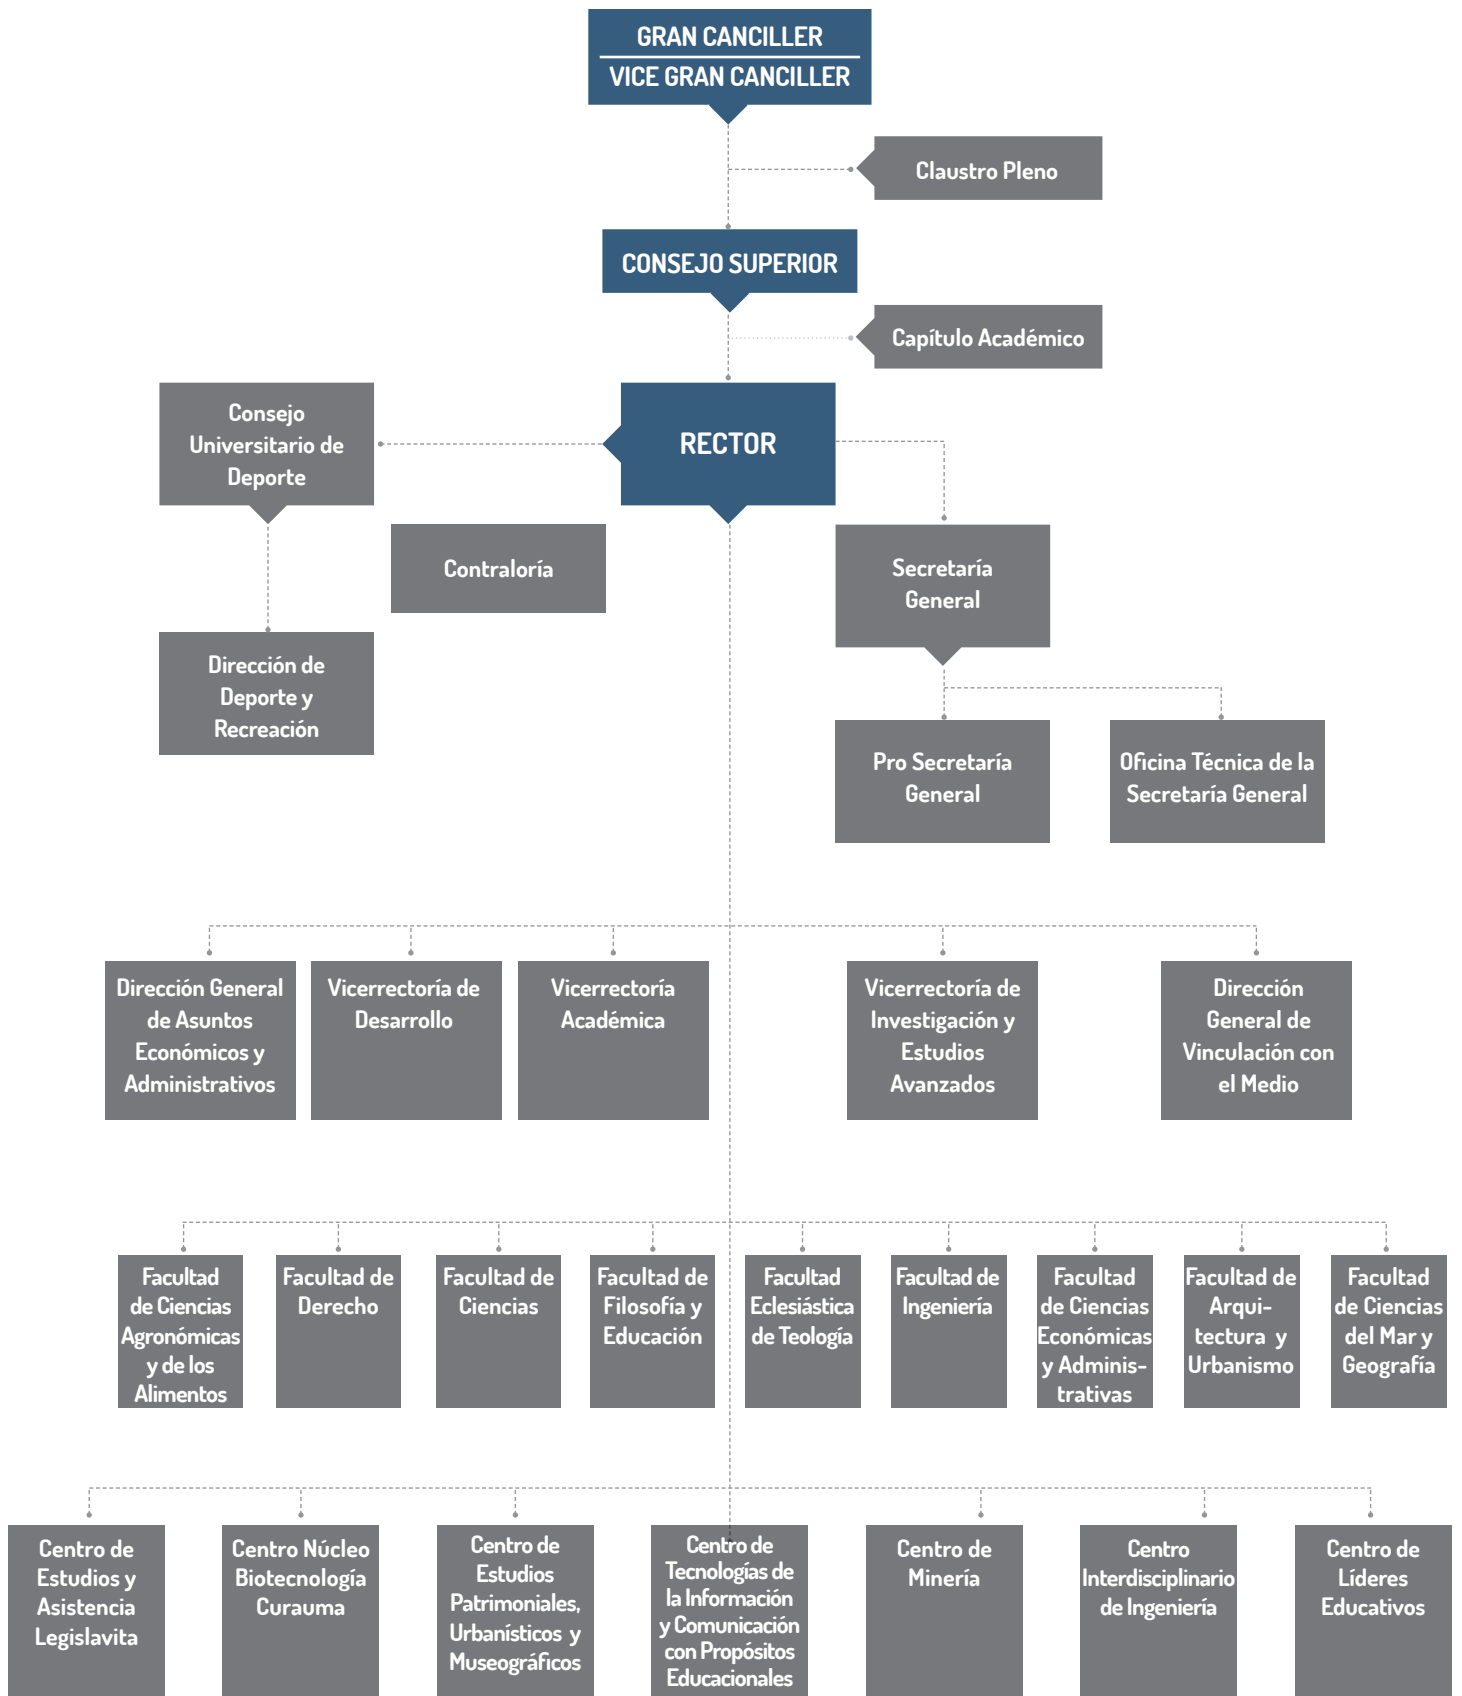 GRAN CANCILLER
VICE GRAN CANCILLER
Claustro Pleno
CONSEJO SUPERIOR
Capítulo Académico
Consejo
Universitario de
Deporte
RECTOR
Contraloría
Secretaría
General
Dirección de
Deporte y
Recreación
Pro Secretaría
General
Oficina Técnica de la
Secretaría General
Dirección General
de Asuntos
Económicos y
Administrativos
Vicerrectoría de
Desarrollo
Vicerrectoría
Académica
Vicerrectoría de
Investigación y
Estudios
Avanzados
Dirección
General de
Vinculación con
el Medio
Facultad
de Ciencias
Agronómicas
y de los
Alimentos
Facultad de
Derecho
Facultad de
Ciencias
Facultad de
Filosofía y
Educación
Facultad
Eclesiástica
de Teología
Facultad de
Ingeniería
Facultad
de Ciencias
Económicas
y Adminis-
trativas
Facultad de
Arqui-
tectura y
Urbanismo
Facultad
de Ciencias
del Mar y
Geografía
Centro de
Estudios y
Asistencia
Legislavita
Centro Núcleo
Biotecnología
Curauma
Centro de
Estudios
Patrimoniales,
Urbanísticos y
Museográficos
Centro de
Tecnologías de
la Información
y Comunicación
con Propósitos
Educacionales
Centro de
Minería
Centro
Interdisciplinario
de Ingeniería
Centro de
Líderes
Educativos